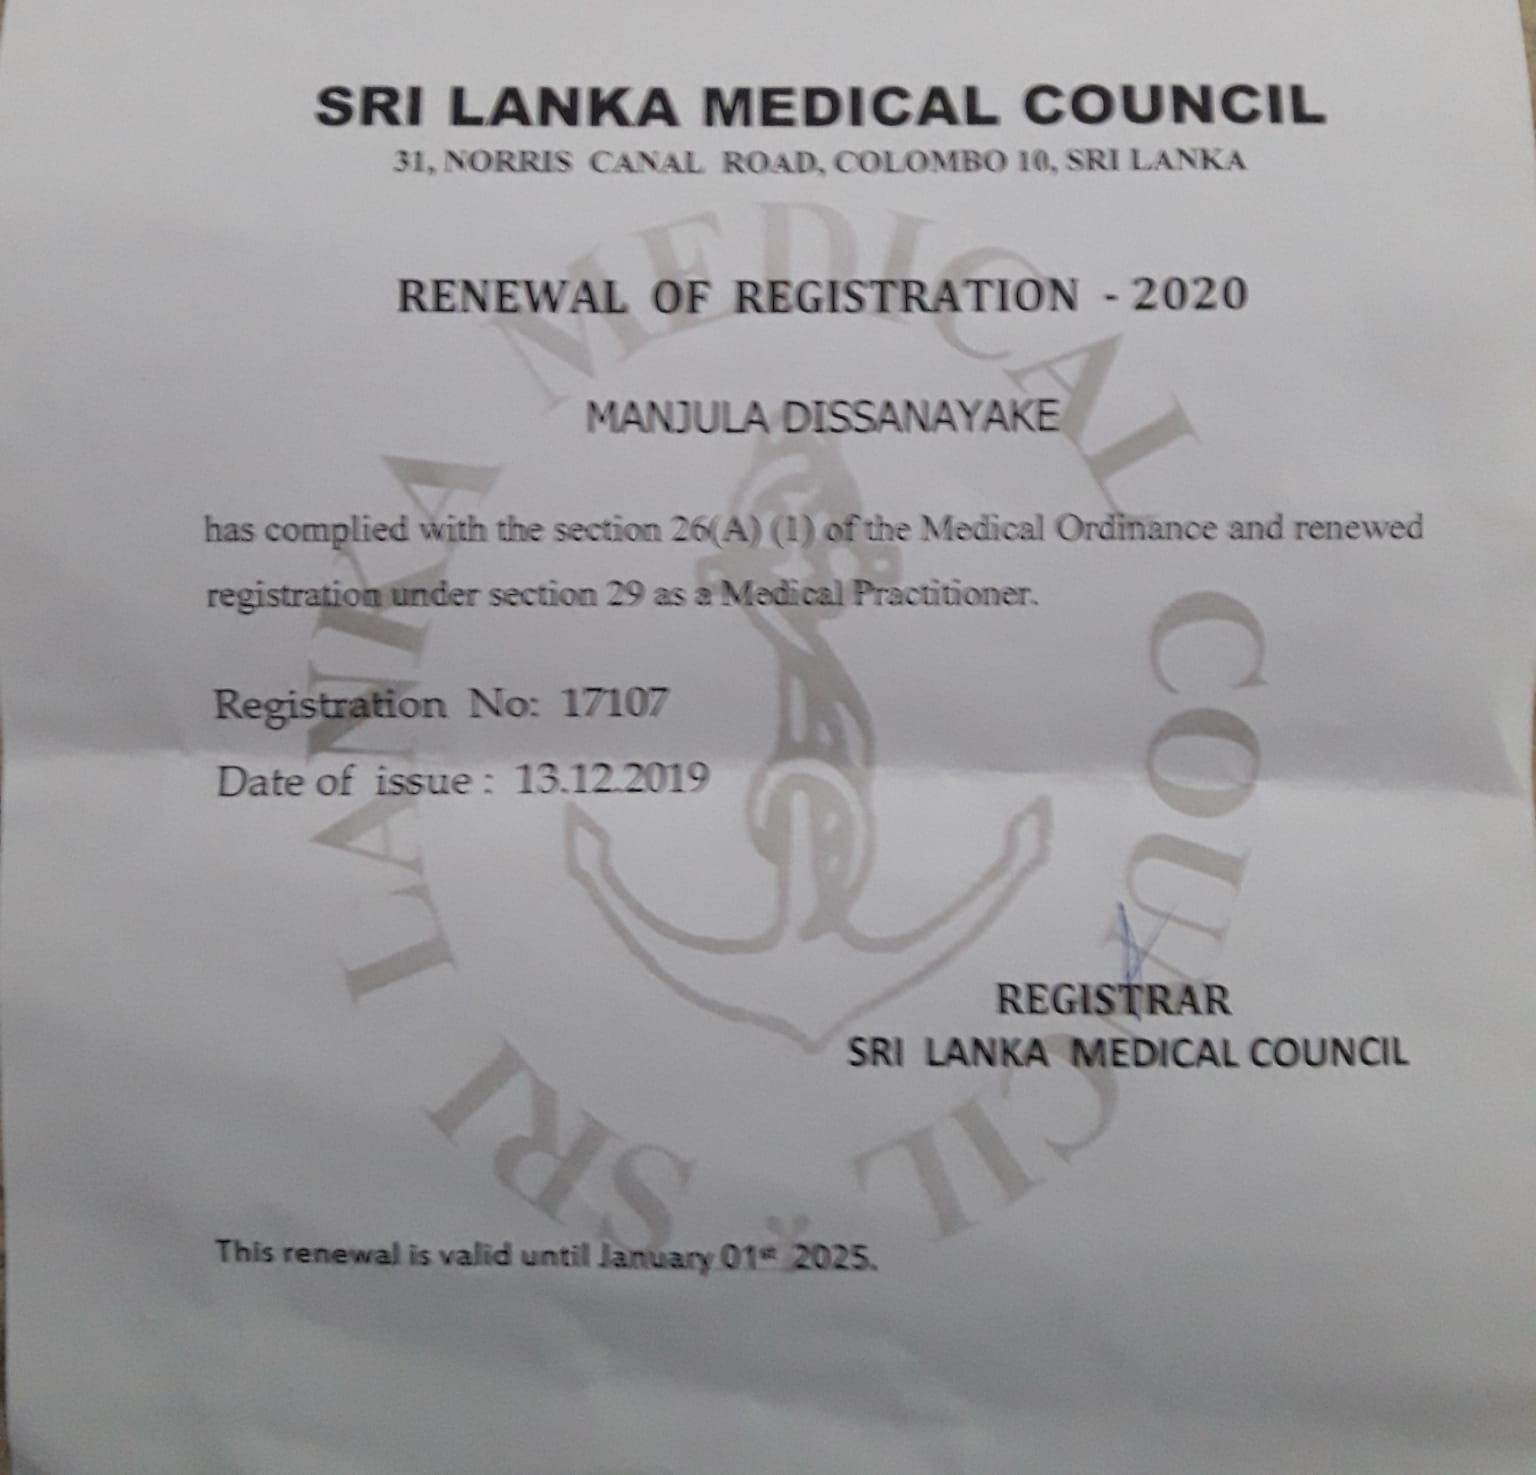 SRI LANKA MEDICAL COUNCIL
31, NORRIS CANAL ROAD, COLOMBO 10, SRI LANKA
RENEWAL OF REGISTRATION - 2020
MANJULA DISSANAYAKE
has complied with the section 26(A) (1) of the Medical Ordinance and renewed
registration under section 29 as a Medical Practitioner.
Registration No: 17107
Date of issue : 13.12.2019
REGISTRAR
SRI LANKA MEDICAL COUNCIL
This renewal is valid until January 01st 2025.
SRI LANKA MEDICAL COUNCIL